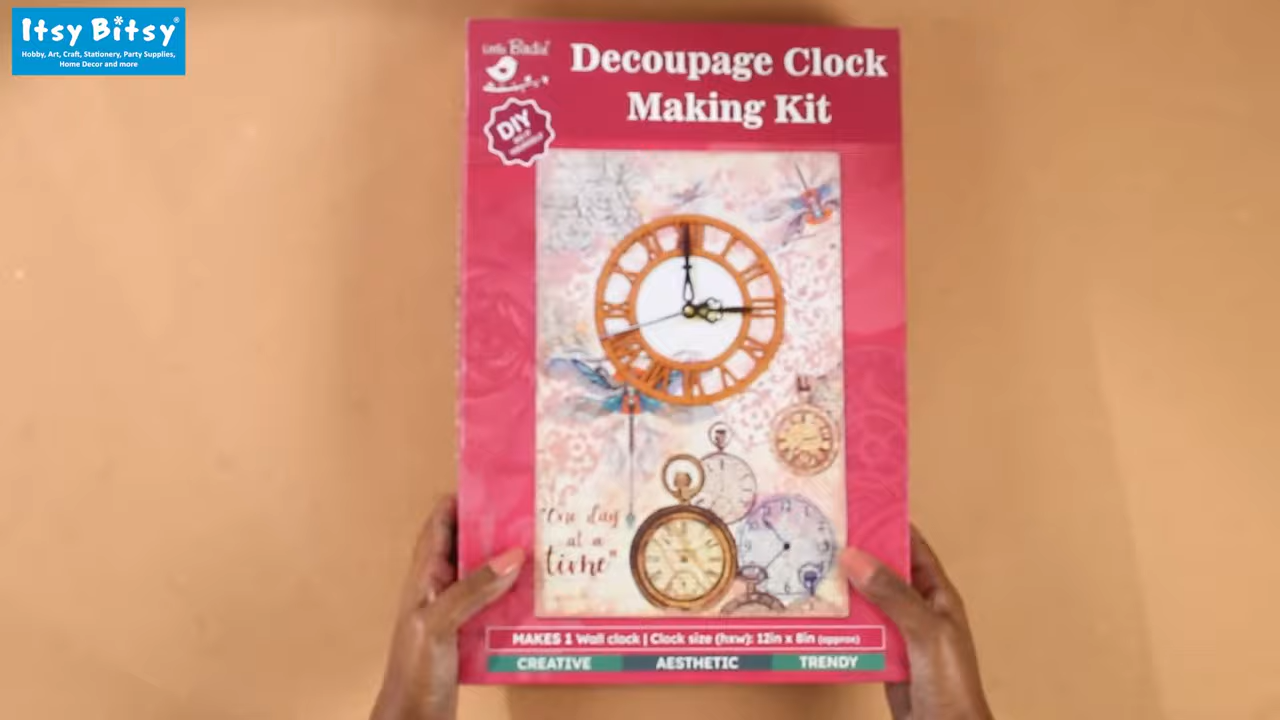 Itsy Bitsy®
Hobby, Art, Craft, Stationery, Party Supplies,
Home Decor and more
Little Birdie
Decoupage Clock
Making Kit
DIY
"One day
at a
time"
MAKES 1 Wall clock | Clock size (hxw): 12in x 8in (approx)
CREATIVE AESTHETIC TRENDY